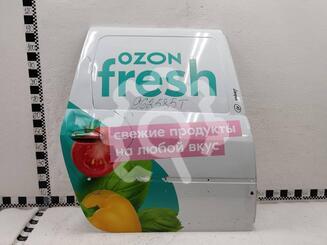 OZON
fresh
свежие продукты
на любой вкус